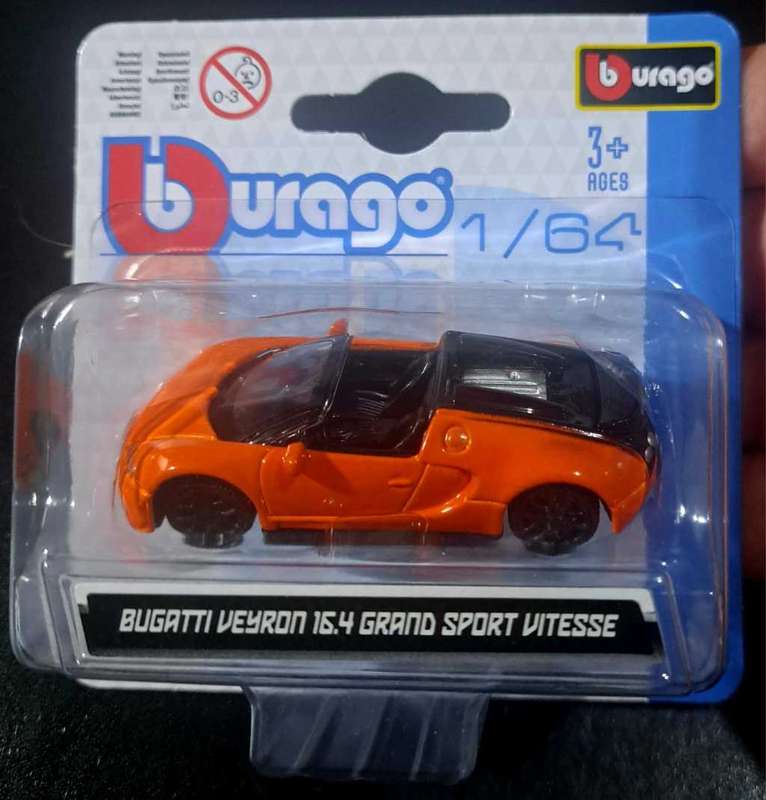 0-3
burago
3+
AGES
burago
1/64
BUGATTI VEYRON 16.4 GRAND SPORT VITESSE